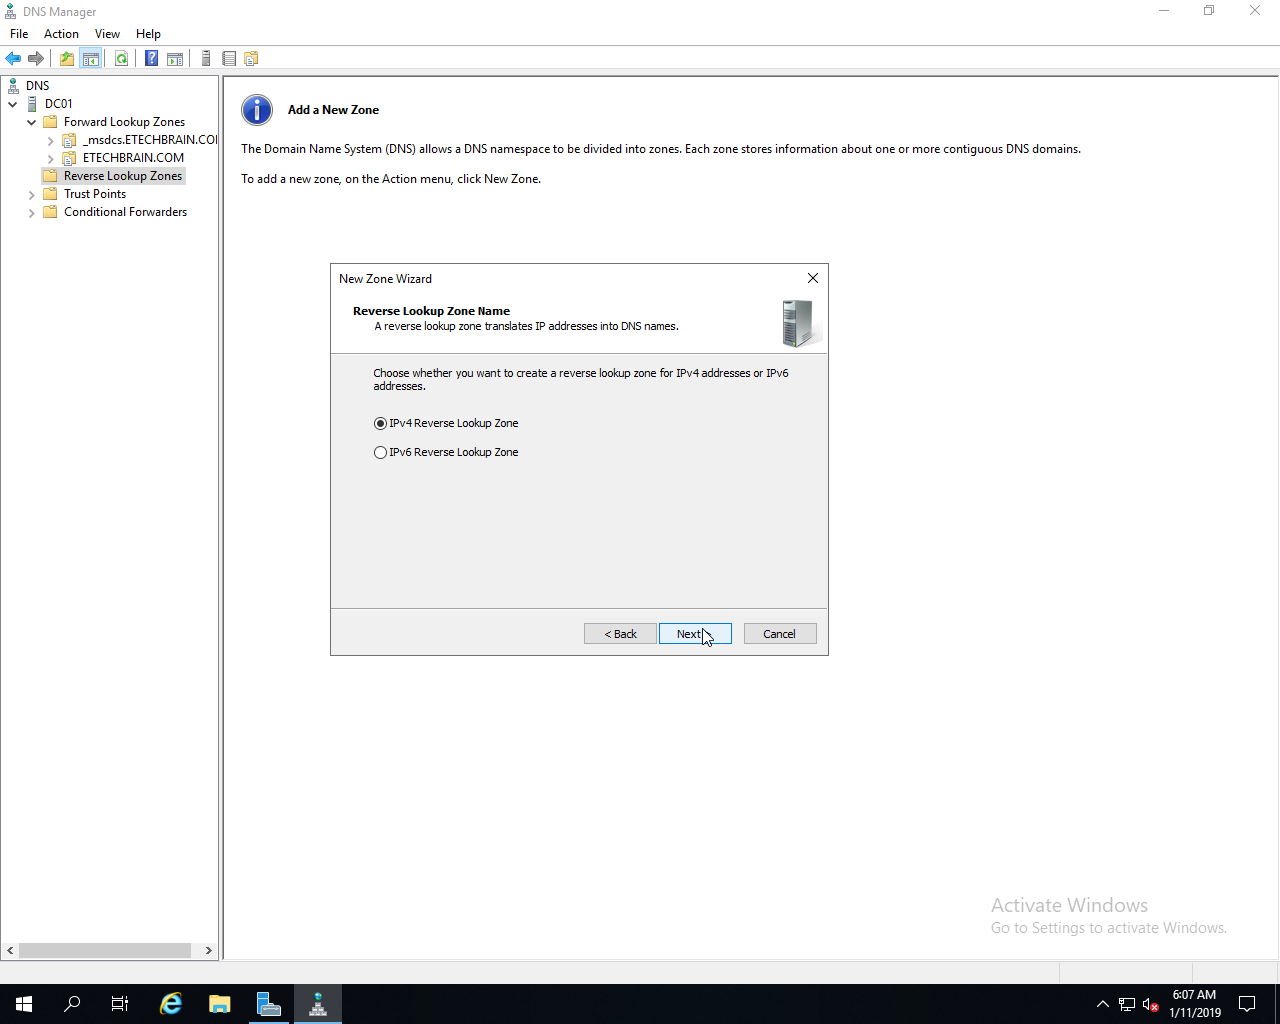 DNS Manager
File Action View Help
DNS
DC01
Forward Lookup Zones
_msdcs.ETECHBRAIN.CO
ETECHBRAIN.COM
Reverse Lookup Zones
Trust Points
Conditional Forwarders
Add a New Zone
The Domain Name System (DNS) allows a DNS namespace to be divided into zones. Each zone stores information about one or more contiguous DNS domains.
To add a new zone, on the Action menu, click New Zone.
New Zone Wizard
Reverse Lookup Zone Name
A reverse lookup zone translates IP addresses into DNS names.
Choose whether you want to create a reverse lookup zone for IPv4 addresses or IPv6
addresses.
IPv4 Reverse Lookup Zone
IPv6 Reverse Lookup Zone
< Back Next Cancel
Activate Windows
Go to Settings to activate Windows.
6:07 AM
1/11/2019